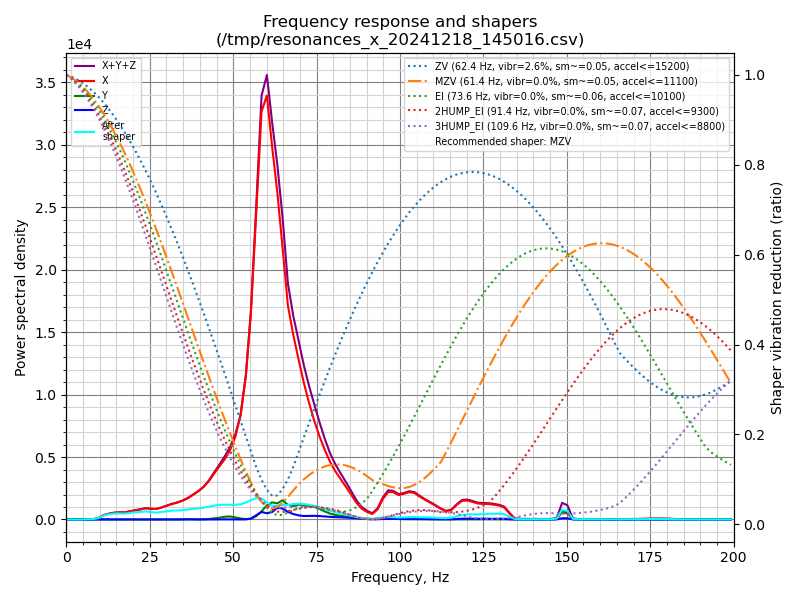 Frequency response and shapers
(/tmp/resonances_x_20241218_145016.csv)
1e4
X+Y+Z
X
Y
Z
After
shaper
ZV (62.4 Hz, vibr=2.6%, sm~=0.05, accel<=15200)
MZV (61.4 Hz, vibr=0.0%, sm~=0.05, accel<=11100)
EI (73.6 Hz, vibr=0.0%, sm~=0.06, accel<=10100)
2HUMP_EI (91.4 Hz, vibr=0.0%, sm~=0.07, accel<=9300)
3HUMP_EI (109.6 Hz, vibr=0.0%, sm~=0.07, accel<=8800)
Recommended shaper: MZV
Power spectral density
3.5
3.0
2.5
2.0
1.5
1.0
0.5
0.0
1.0
0.8
0.6
0.4
0.2
0.0
Shaper vibration reduction (ratio)
0 25 50 75 100 125 150 175 200
Frequency, Hz